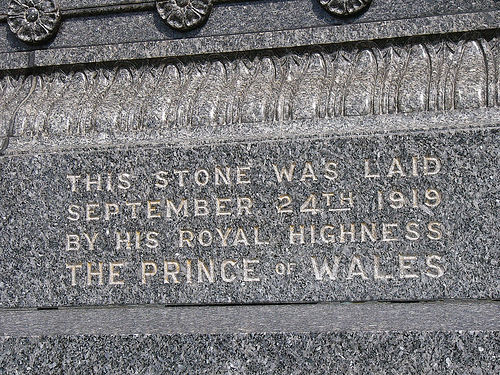 THIS STONE WAS LAID
SEPTEMBER 24TH 1919
BY HIS ROYAL HIGHNESS
THE PRINCE OF WALES